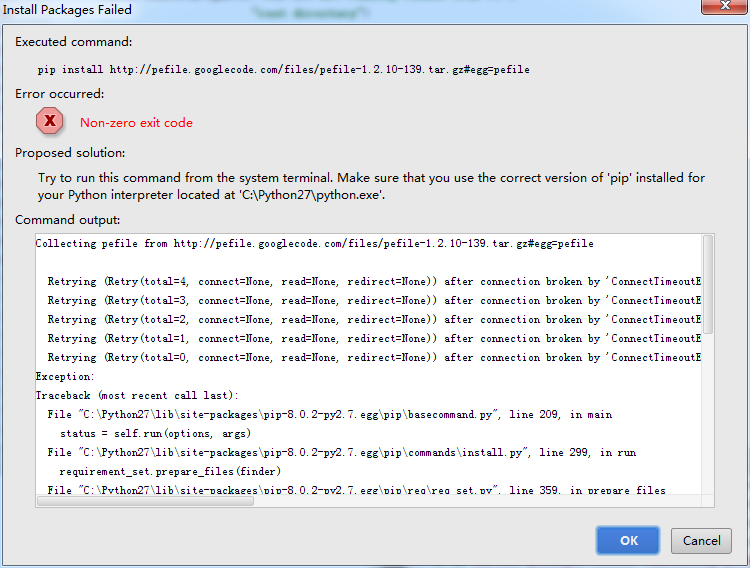 Install Packages Failed
Executed command:
pip install http://pefile.googlecode.com/files/pefile-1.2.10-139.tar.gz#egg=pefile
Error occurred:
Non-zero exit code
Proposed solution:
Try to run this command from the system terminal. Make sure that you use the correct version of 'pip' installed for
your Python interpreter located at 'C:\Python27\python.exe'.
Command output:
Collecting pefile from http://pefile.googlecode.com/files/pefile-1.2.10-139.tar.gz#egg=pefile
Retrying (Retry(total=4, connect=None, read=None, redirect=None)) after connection broken by 'ConnectTimeoutE
Retrying (Retry(total=3, connect=None, read=None, redirect=None)) after connection broken by 'ConnectTimeoutE
Retrying (Retry(total=2, connect=None, read=None, redirect=None)) after connection broken by 'ConnectTimeoutE
Retrying (Retry(total=1, connect=None, read=None, redirect=None)) after connection broken by 'ConnectTimeoutE
Retrying (Retry(total=0, connect=None, read=None, redirect=None)) after connection broken by 'ConnectTimeoutE
Exception:
Traceback (most recent call last):
File "C:\Python27\lib\site-packages\pip-8.0.2-py2.7.egg\pip\basecommand.py", line 209, in main
status = self.run(options, args)
File "C:\Python27\lib\site-packages\pip-8.0.2-py2.7.egg\pip\commands\install.py", line 299, in run
requirement_set.prepare_files(finder)
File "C:\Python27\lib\site-packages\pip-8.0.2-py2.7.egg\pip\req\req_set.py", line 359, in prepare_files
OK
Cancel